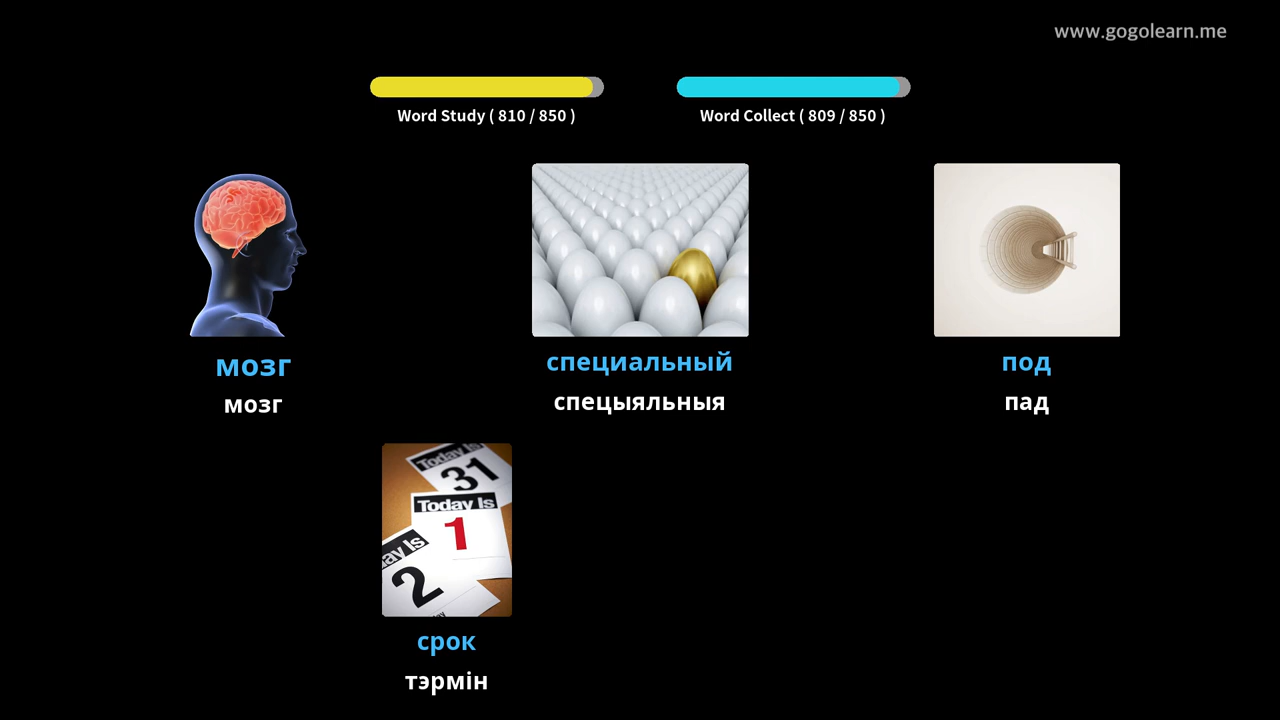 www.gogolearn.me
Word Study ( 810 / 850 )
Word Collect ( 809 / 850 )
мозг
мозг
специальный
спецыяльныя
под
пад
Today Is
31
Today Is
1
ay Is
2
срок
тэрмін